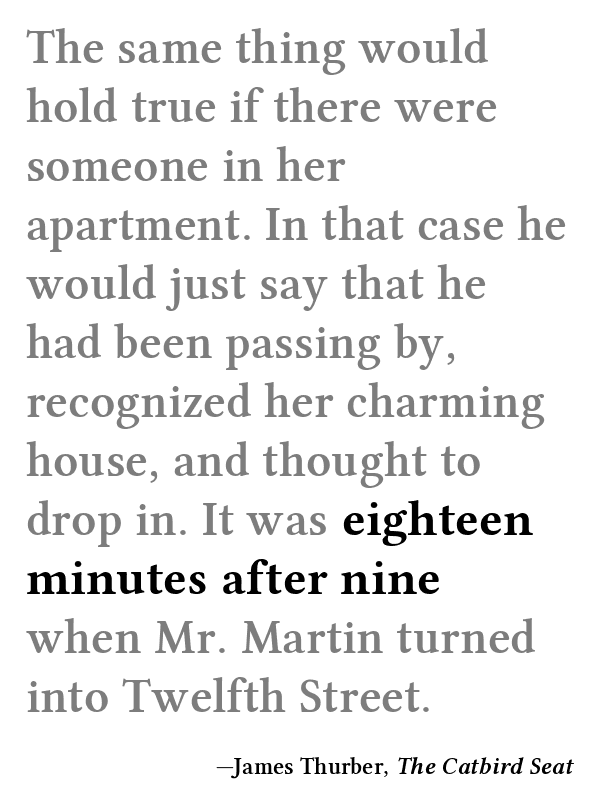 The same thing would
hold true if there were
someone in her
apartment. In that case he
would just say that he
had been passing by,
recognized her charming
house, and thought to
drop in. It was eighteen
minutes after nine
when Mr. Martin turned
into Twelfth Street.
—James Thurber, The Catbird Seat